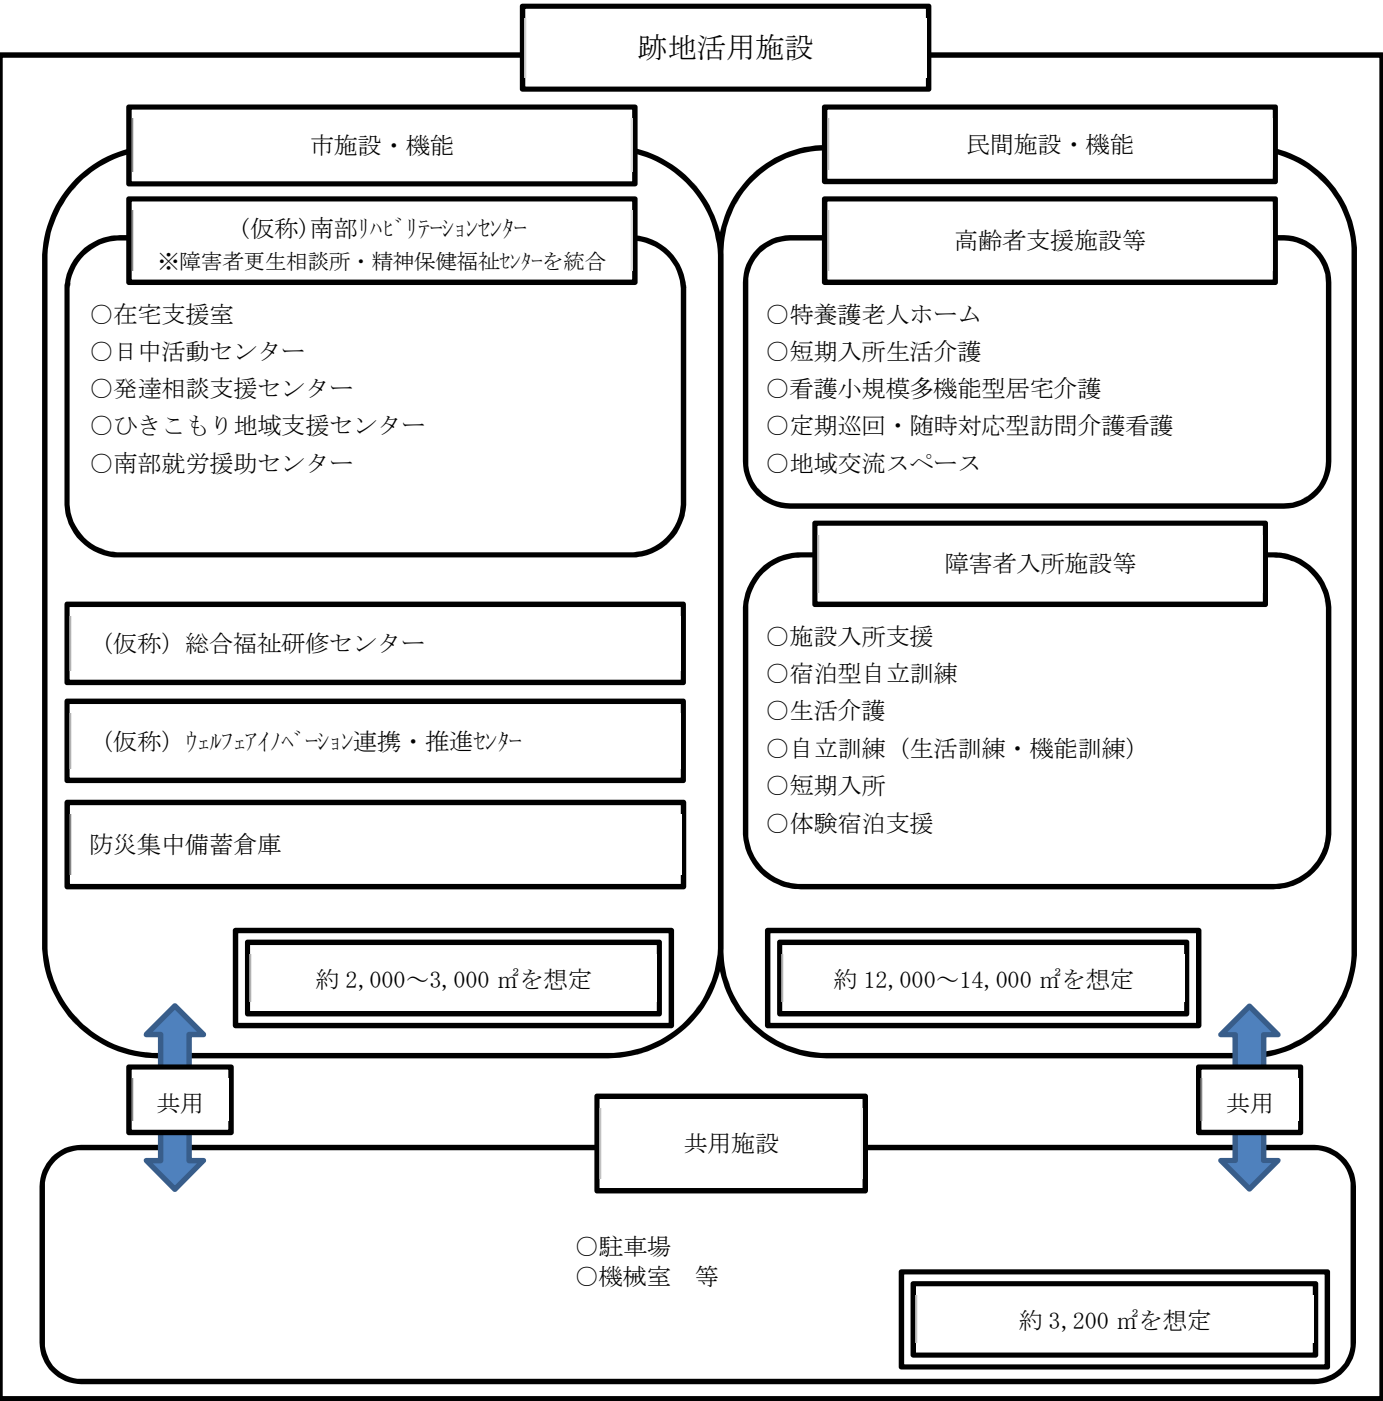 跡地活用施設
市施設・機能
(仮称)南部ﾘﾊﾋﾞﾘﾃｰｼｮﾝｾﾝﾀｰ
※障害者更生相談所・精神保健福祉ｾﾝﾀｰを統合
○在宅支援室
○日中活動センター
○発達相談支援センター
○ひきこもり地域支援センター
○南部就労援助センター
（仮称）総合福祉研修センター
（仮称）ｳｪﾙﾌｪｱｲﾉﾍﾞｰｼｮﾝ連携・推進ｾﾝﾀｰ
防災集中備蓄倉庫
約 2,000～3,000 ㎡を想定
民間施設・機能
高齢者支援施設等
○特養護老人ホーム
○短期入所生活介護
○看護小規模多機能型居宅介護
○定期巡回・随時対応型訪問介護看護
○地域交流スペース
障害者入所施設等
○施設入所支援
○宿泊型自立訓練
○生活介護
○自立訓練（生活訓練・機能訓練）
○短期入所
○体験宿泊支援
約 12,000～14,000 ㎡を想定
共用
共用
共用施設
○駐車場
○機械室　等
約 3,200 ㎡を想定